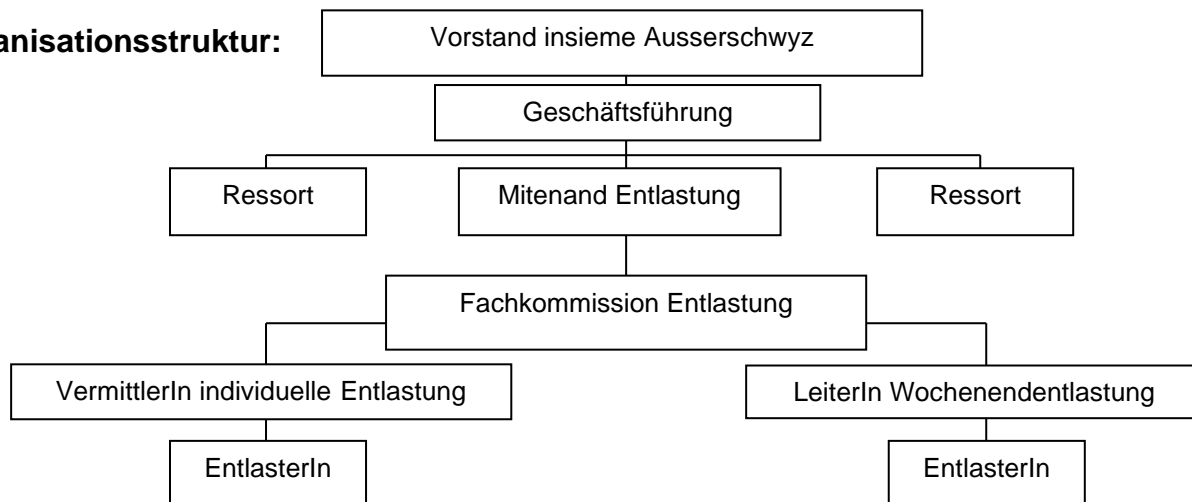 anisationsstruktur:
Vorstand insieme Ausserschwyz
Geschäftsführung
Ressort
Mitenand Entlastung
Ressort
Fachkommission Entlastung
VermittlerIn individuelle Entlastung
LeiterIn Wochenendentlastung
EntlasterIn
EntlasterIn